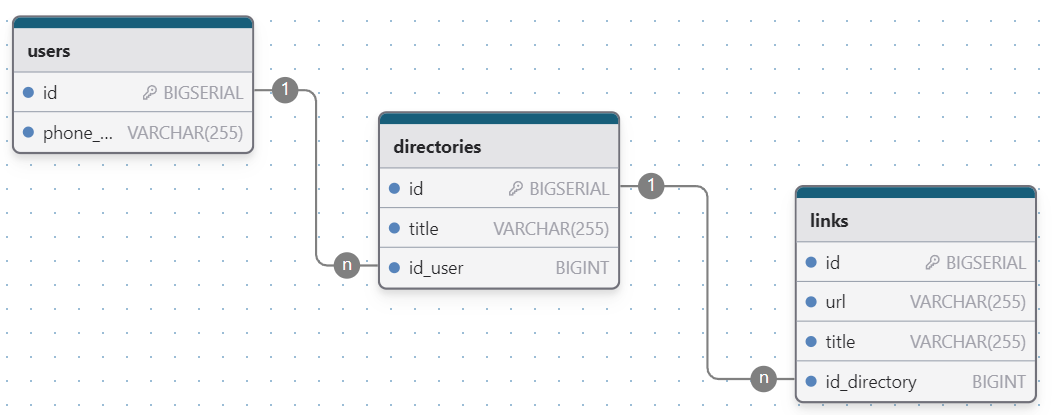 users
id BIGSERIAL
phone_... VARCHAR(255)
1
n
directories
id BIGSERIAL
title VARCHAR(255)
id_user BIGINT
1
n
links
id BIGSERIAL
url VARCHAR(255)
title VARCHAR(255)
id_directory BIGINT